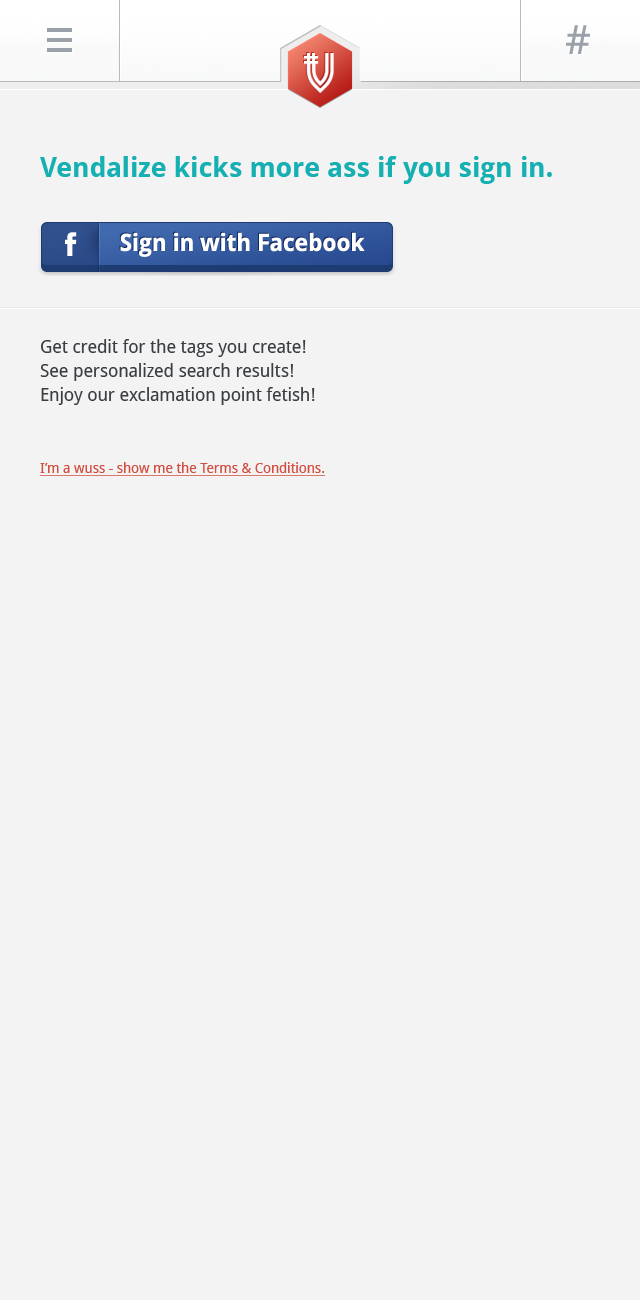 #
Vendalize kicks more ass if you sign in.
f Sign in with Facebook
Get credit for the tags you create!
See personalized search results!
Enjoy our exclamation point fetish!
I'm a wuss - show me the Terms & Conditions.